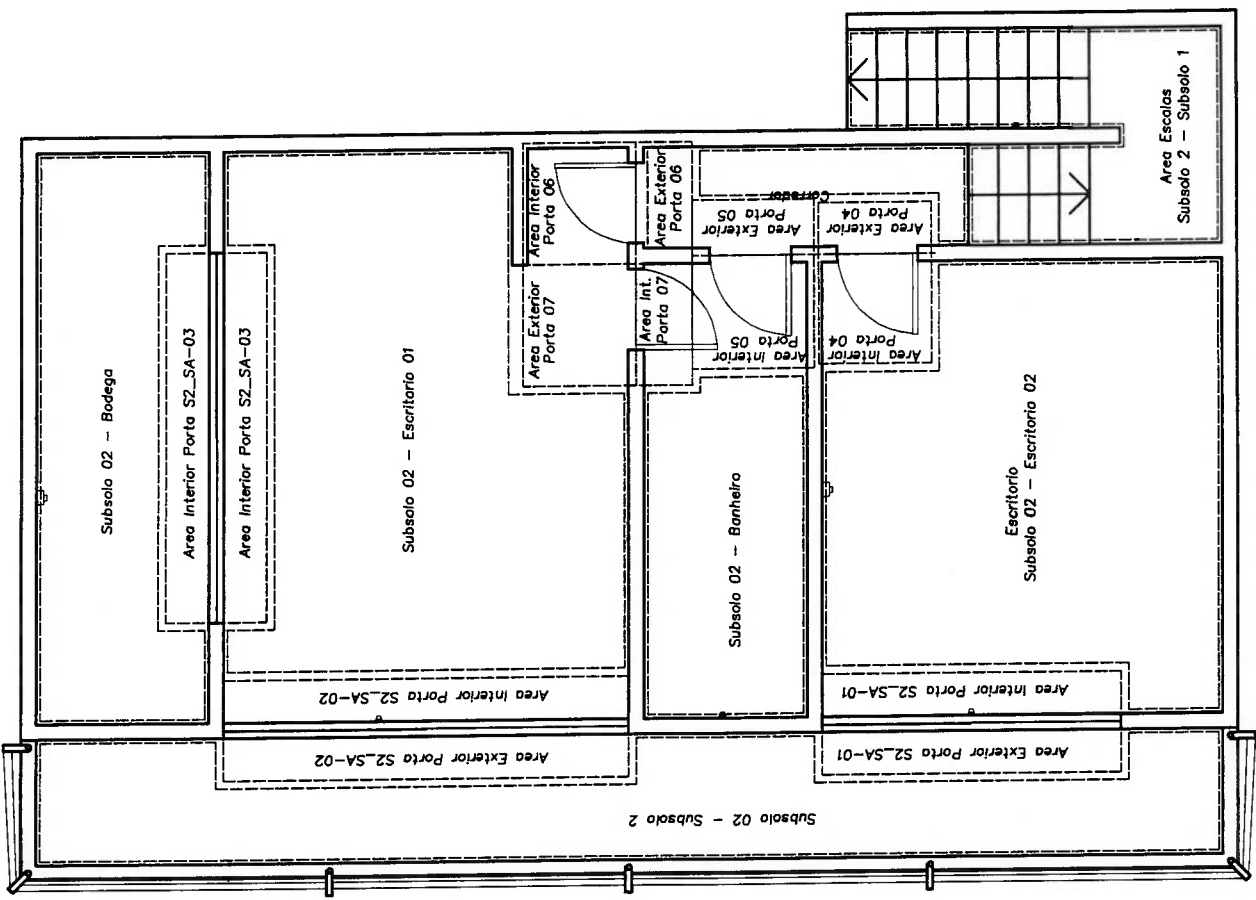 Area Escalas
Subsolo 2 - Subsolo 1
Subsolo 02 - Bodega
Area Interior Porta S2_SA-03
Area Interior Porta S2_SA-03
Subsolo 02 - Escritorio 01
Area Interior
Porta 06
Area Exterior
Porta 06
Area Exterior
Porta 07
Area Int.
Porta 07
Corrador
Area Exterior
Porta 05
Area Exterior
Porta 04
Area Interior
Porta 05
Area Interior
Porta 04
Subsolo 02 - Banheiro
Escritorio
Subsolo 02 - Escritorio 02
Area Interior Porta S2_SA-02
Area Interior Porta S2_SA-01
Area Exterior Porta S2_SA-02
Area Exterior Porta S2_SA-01
Subsolo 02 - Subsolo 2